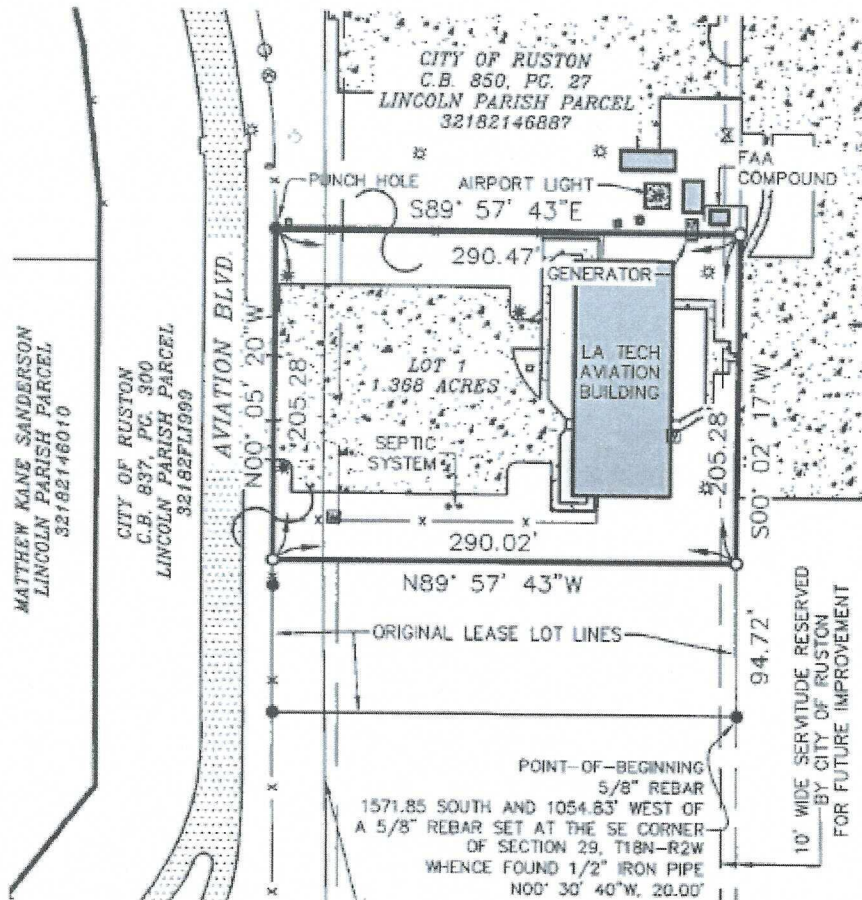 CITY OF RUSTON
C.B. 850, PG. 27
LINCOLN PARISH PARCEL
32182146887
FAA
COMPOUND
PUNCH HOLE
AIRPORT LIGHT
S89° 57' 43"E
290.47'
GENERATOR
LA TECH
AVIATION
BUILDING
LOT 1
1.368 ACRES
SEPTIC
SYSTEM
AVIATION BLVD.
N00° 05' 20"W
205.28
205.28
S00° 02' 17"W
MATTHEW KANE SANDERSON
LINCOLN PARISH PARCEL
32182146010
CITY OF RUSTON
C.B. 837, PG. 300
LINCOLN PARISH PARCEL
32182FLI999
290.02'
N89° 57' 43"W
ORIGINAL LEASE LOT LINES
94.72'
10' WIDE SERVITUDE RESERVED
BY CITY OF RUSTON
FOR FUTURE IMPROVEMENT
POINT-OF-BEGINNING
5/8" REBAR
1571.85 SOUTH AND 1054.83' WEST OF
A 5/8" REBAR SET AT THE SE CORNER
OF SECTION 29, T18N-R2W
WHENCE FOUND 1/2" IRON PIPE
N00° 30' 40"W, 20.00'